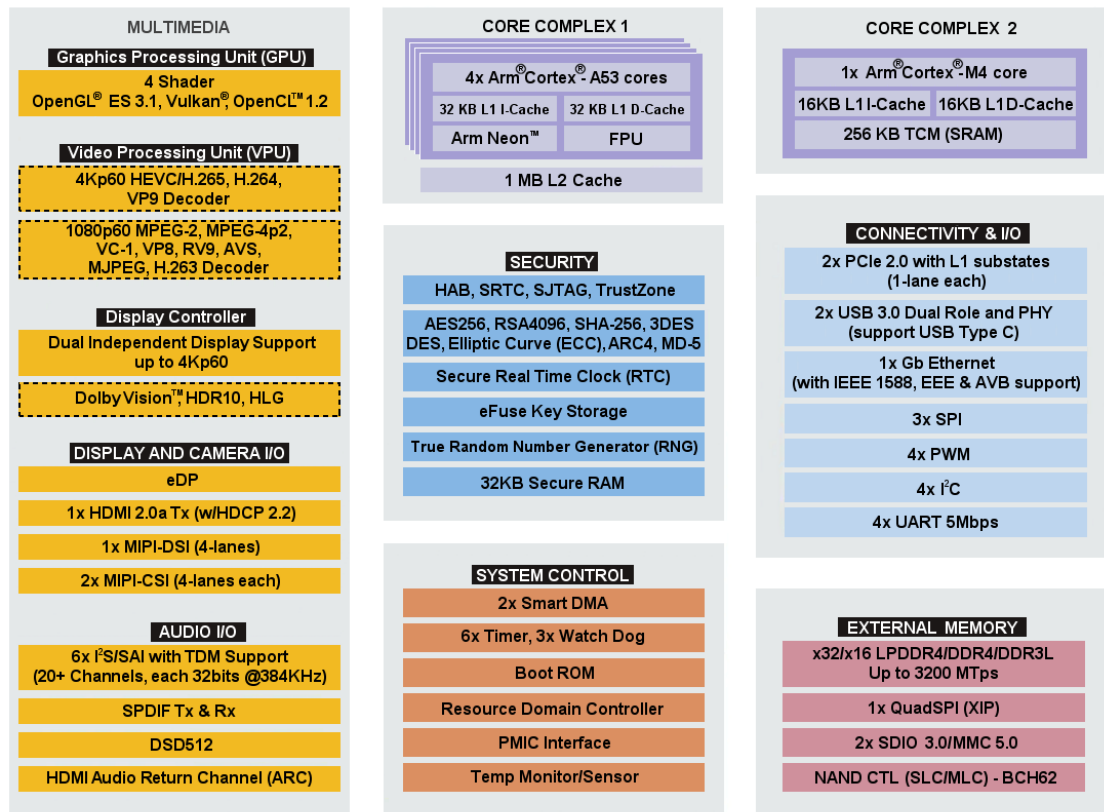 MULTIMEDIA
Graphics Processing Unit (GPU)
4 Shader
OpenGL® ES 3.1, Vulkan®, OpenCL™ 1.2
Video Processing Unit (VPU)
4Kp60 HEVC/H.265, H.264,
VP9 Decoder
1080p60 MPEG-2, MPEG-4p2,
VC-1, VP8, RV9, AVS,
MJPEG, H.263 Decoder
Display Controller
Dual Independent Display Support
up to 4Kp60
Dolby Vision™, HDR10, HLG
DISPLAY AND CAMERA I/O
eDP
1x HDMI 2.0a Tx (w/HDCP 2.2)
1x MIPI-DSI (4-lanes)
2x MIPI-CSI (4-lanes each)
AUDIO I/O
6x I²S/SAI with TDM Support
(20+ Channels, each 32bits @384KHz)
SPDIF Tx & Rx
DSD512
HDMI Audio Return Channel (ARC)
CORE COMPLEX 1
4x Arm® Cortex®- A53 cores
32 KB L1 I-Cache
32 KB L1 D-Cache
Arm Neon™
FPU
1 MB L2 Cache
SECURITY
HAB, SRTC, SJTAG, TrustZone
AES256, RSA4096, SHA-256, 3DES
DES, Elliptic Curve (ECC), ARC4, MD-5
Secure Real Time Clock (RTC)
eFuse Key Storage
True Random Number Generator (RNG)
32KB Secure RAM
SYSTEM CONTROL
2x Smart DMA
6x Timer, 3x Watch Dog
Boot ROM
Resource Domain Controller
PMIC Interface
Temp Monitor/Sensor
CORE COMPLEX 2
1x Arm® Cortex®-M4 core
16KB L1 I-Cache
16KB L1 D-Cache
256 KB TCM (SRAM)
CONNECTIVITY & I/O
2x PCIe 2.0 with L1 substates
(1-lane each)
2x USB 3.0 Dual Role and PHY
(support USB Type C)
1x Gb Ethernet
(with IEEE 1588, EEE & AVB support)
3x SPI
4x PWM
4x I²C
4x UART 5Mbps
EXTERNAL MEMORY
x32/x16 LPDDR4/DDR4/DDR3L
Up to 3200 MTps
1x QuadSPI (XIP)
2x SDIO 3.0/MMC 5.0
NAND CTL (SLC/MLC) - BCH62